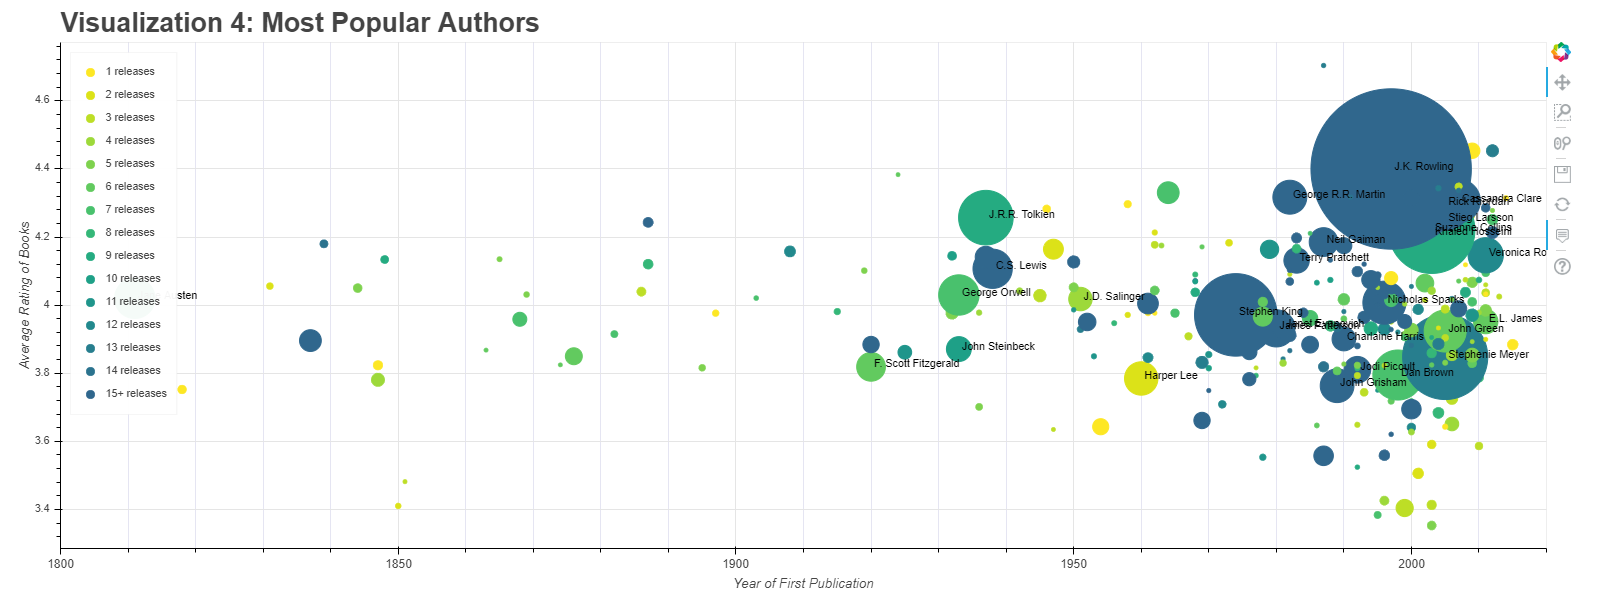 Visualization 4: Most Popular Authors
1 releases
2 releases
3 releases
4 releases
5 releases
6 releases
7 releases
8 releases
9 releases
10 releases
11 releases
12 releases
13 releases
14 releases
15+ releases
4.6
4.4
4.2
4
3.8
3.6
3.4
Average Rating of Books
J.K. Rowling
George R.R. Martin
Cassandra Clare
Rick Riordan
J.R.R. Tolkien
Stieg Larsson
Suzanne Collins
Khaled Hosseini
Neil Gaiman
Veronica Ro
Terry Pratchett
C.S. Lewis
George Orwell
J.D. Salinger
sten
Nicholas Sparks
Stephen King
Janet Evanovich
James Patterson
E.L. James
John Green
Charlaine Harris
John Steinbeck
Stephenie Meyer
F. Scott Fitzgerald
Jodi Picoult
Dan Brown
Harper Lee
John Grisham
1800
1850
1900
1950
2000
Year of First Publication